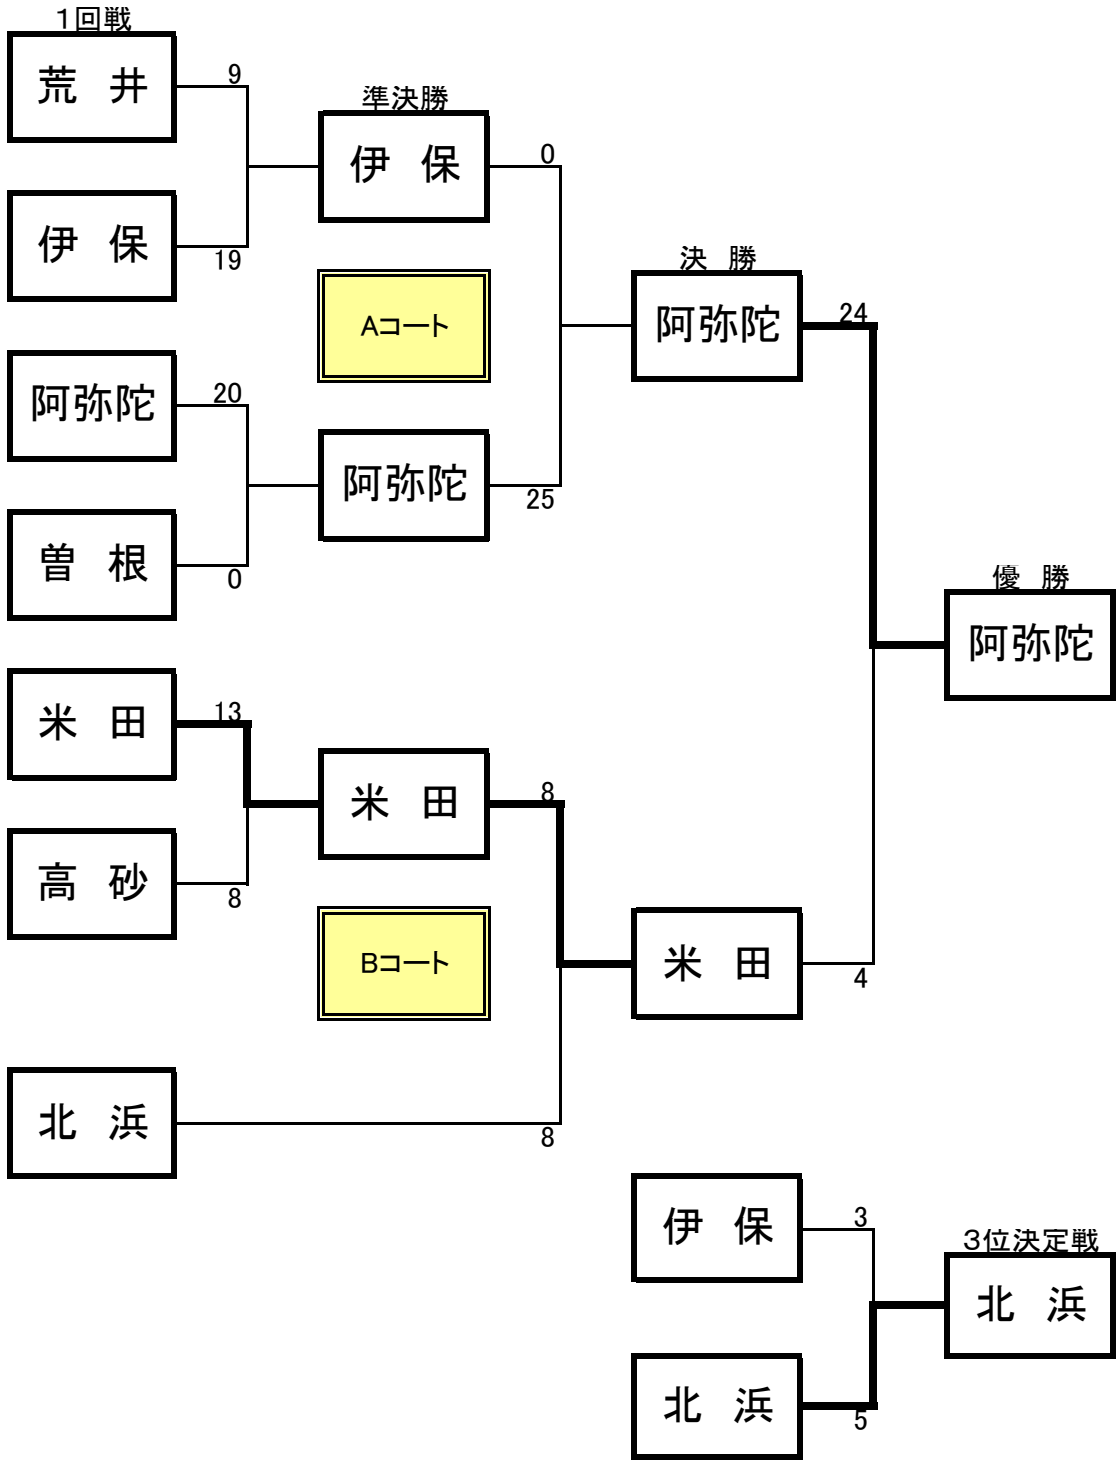 １回戦
荒　井
9
準決勝
伊　保
0
伊　保
19
決　勝
Aコート
阿弥陀
24
阿弥陀
20
阿弥陀
25
曽　根
0
優　勝
阿弥陀
米　田
13
米　田
8
高　砂
8
Bコート
米　田
4
北　浜
8
伊　保
3
３位決定戦
北　浜
北　浜
5